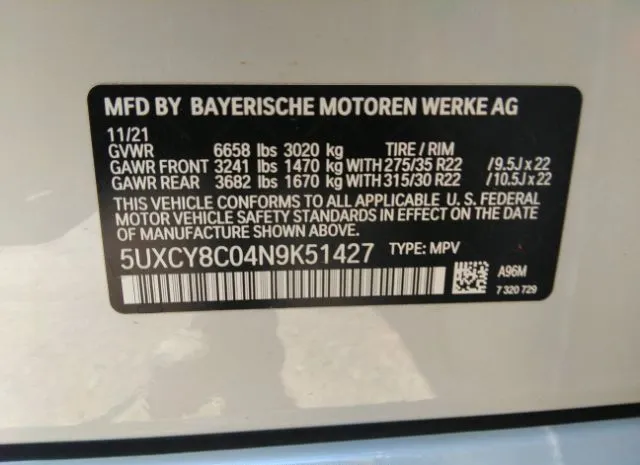 MFD BY BAYERISCHE MOTOREN WERKE AG
11/21
GVWR 6658 lbs 3020 kg TIRE / RIM
GAWR FRONT 3241 lbs 1470 kg WITH 275/35 R22 /9.5J x 22
GAWR REAR 3682 lbs 1670 kg WITH 315/30 R22 /10.5J x 22
THIS VEHICLE CONFORMS TO ALL APPLICABLE U. S. FEDERAL
MOTOR VEHICLE SAFETY STANDARDS IN EFFECT ON THE DATE
OF MANUFACTURE SHOWN ABOVE.
5UXCY8C04N9K51427 TYPE: MPV
A96M
7 320 729